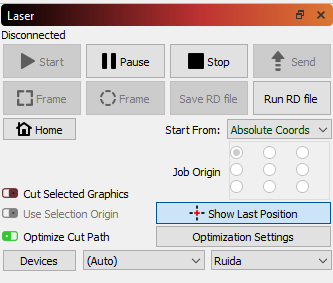 Laser
Disconnected
Start Pause Stop Send
Frame Frame Save RD file Run RD file
Home Start From: Absolute Coords
Job Origin
Cut Selected Graphics
Use Selection Origin Show Last Position
Optimize Cut Path Optimization Settings
Devices (Auto) Ruida